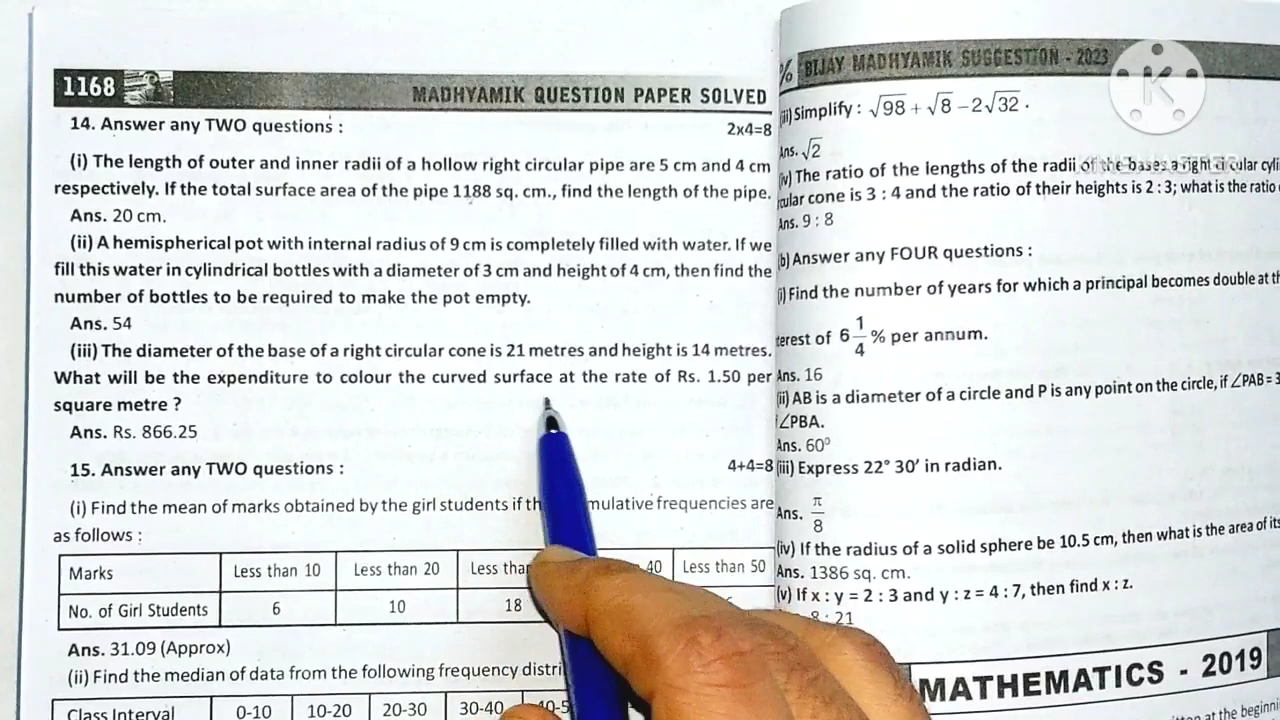 1168
MADHYAMIK QUESTION PAPER SOLVED
14. Answer any TWO questions :
2x4=8
(i) The length of outer and inner radii of a hollow right circular pipe are 5 cm and 4 cm
respectively. If the total surface area of the pipe 1188 sq. cm., find the length of the pipe.
Ans. 20 cm.
(ii) A hemispherical pot with internal radius of 9 cm is completely filled with water. If we
fill this water in cylindrical bottles with a diameter of 3 cm and height of 4 cm, then find the
number of bottles to be required to make the pot empty.
Ans. 54
(iii) The diameter of the base of a right circular cone is 21 metres and height is 14 metres.
What will be the expenditure to colour the curved surface at the rate of Rs. 1.50 per
square metre ?
Ans. Rs. 866.25
15. Answer any TWO questions :
4+4=8
(i) Find the mean of marks obtained by the girl students if mulative frequencies are
as follows :
Marks Less than 10 Less than 20 Less 40 Less than 50
No. of Girl Students 6 10 18
Ans. 31.09 (Approx)
(ii) Find the median of data from the following frequency
Class Interval 0-10 10-20 20-30 30-40
% BIJAY MADHYAMIK SUGGESTION - 2023
K
(iii) Simplify : √98 + √8 – 2√32 .
Ans. √2
(iv) The ratio of the lengths of the radii of the bases a right circular
cular cone is 3 : 4 and the ratio of their heights is 2 : 3; what is the ratio
Ans. 9 : 8
(b) Answer any FOUR questions :
(i) Find the number of years for which a principal becomes double at
terest of 6 1/4 % per annum.
Ans. 16
(ii) AB is a diameter of a circle and P is any point on the circle, if ∠PAB = 3
∠PBA.
Ans. 60°
(iii) Express 22° 30′ in radian.
Ans. π/8
(iv) If the radius of a solid sphere be 10.5 cm, then what is the area of its
Ans. 1386 sq. cm.
(v) If x : y = 2 : 3 and y : z = 4 : 7, then find x : z.
8 : 21
MATHEMATICS - 2019
at the beginni